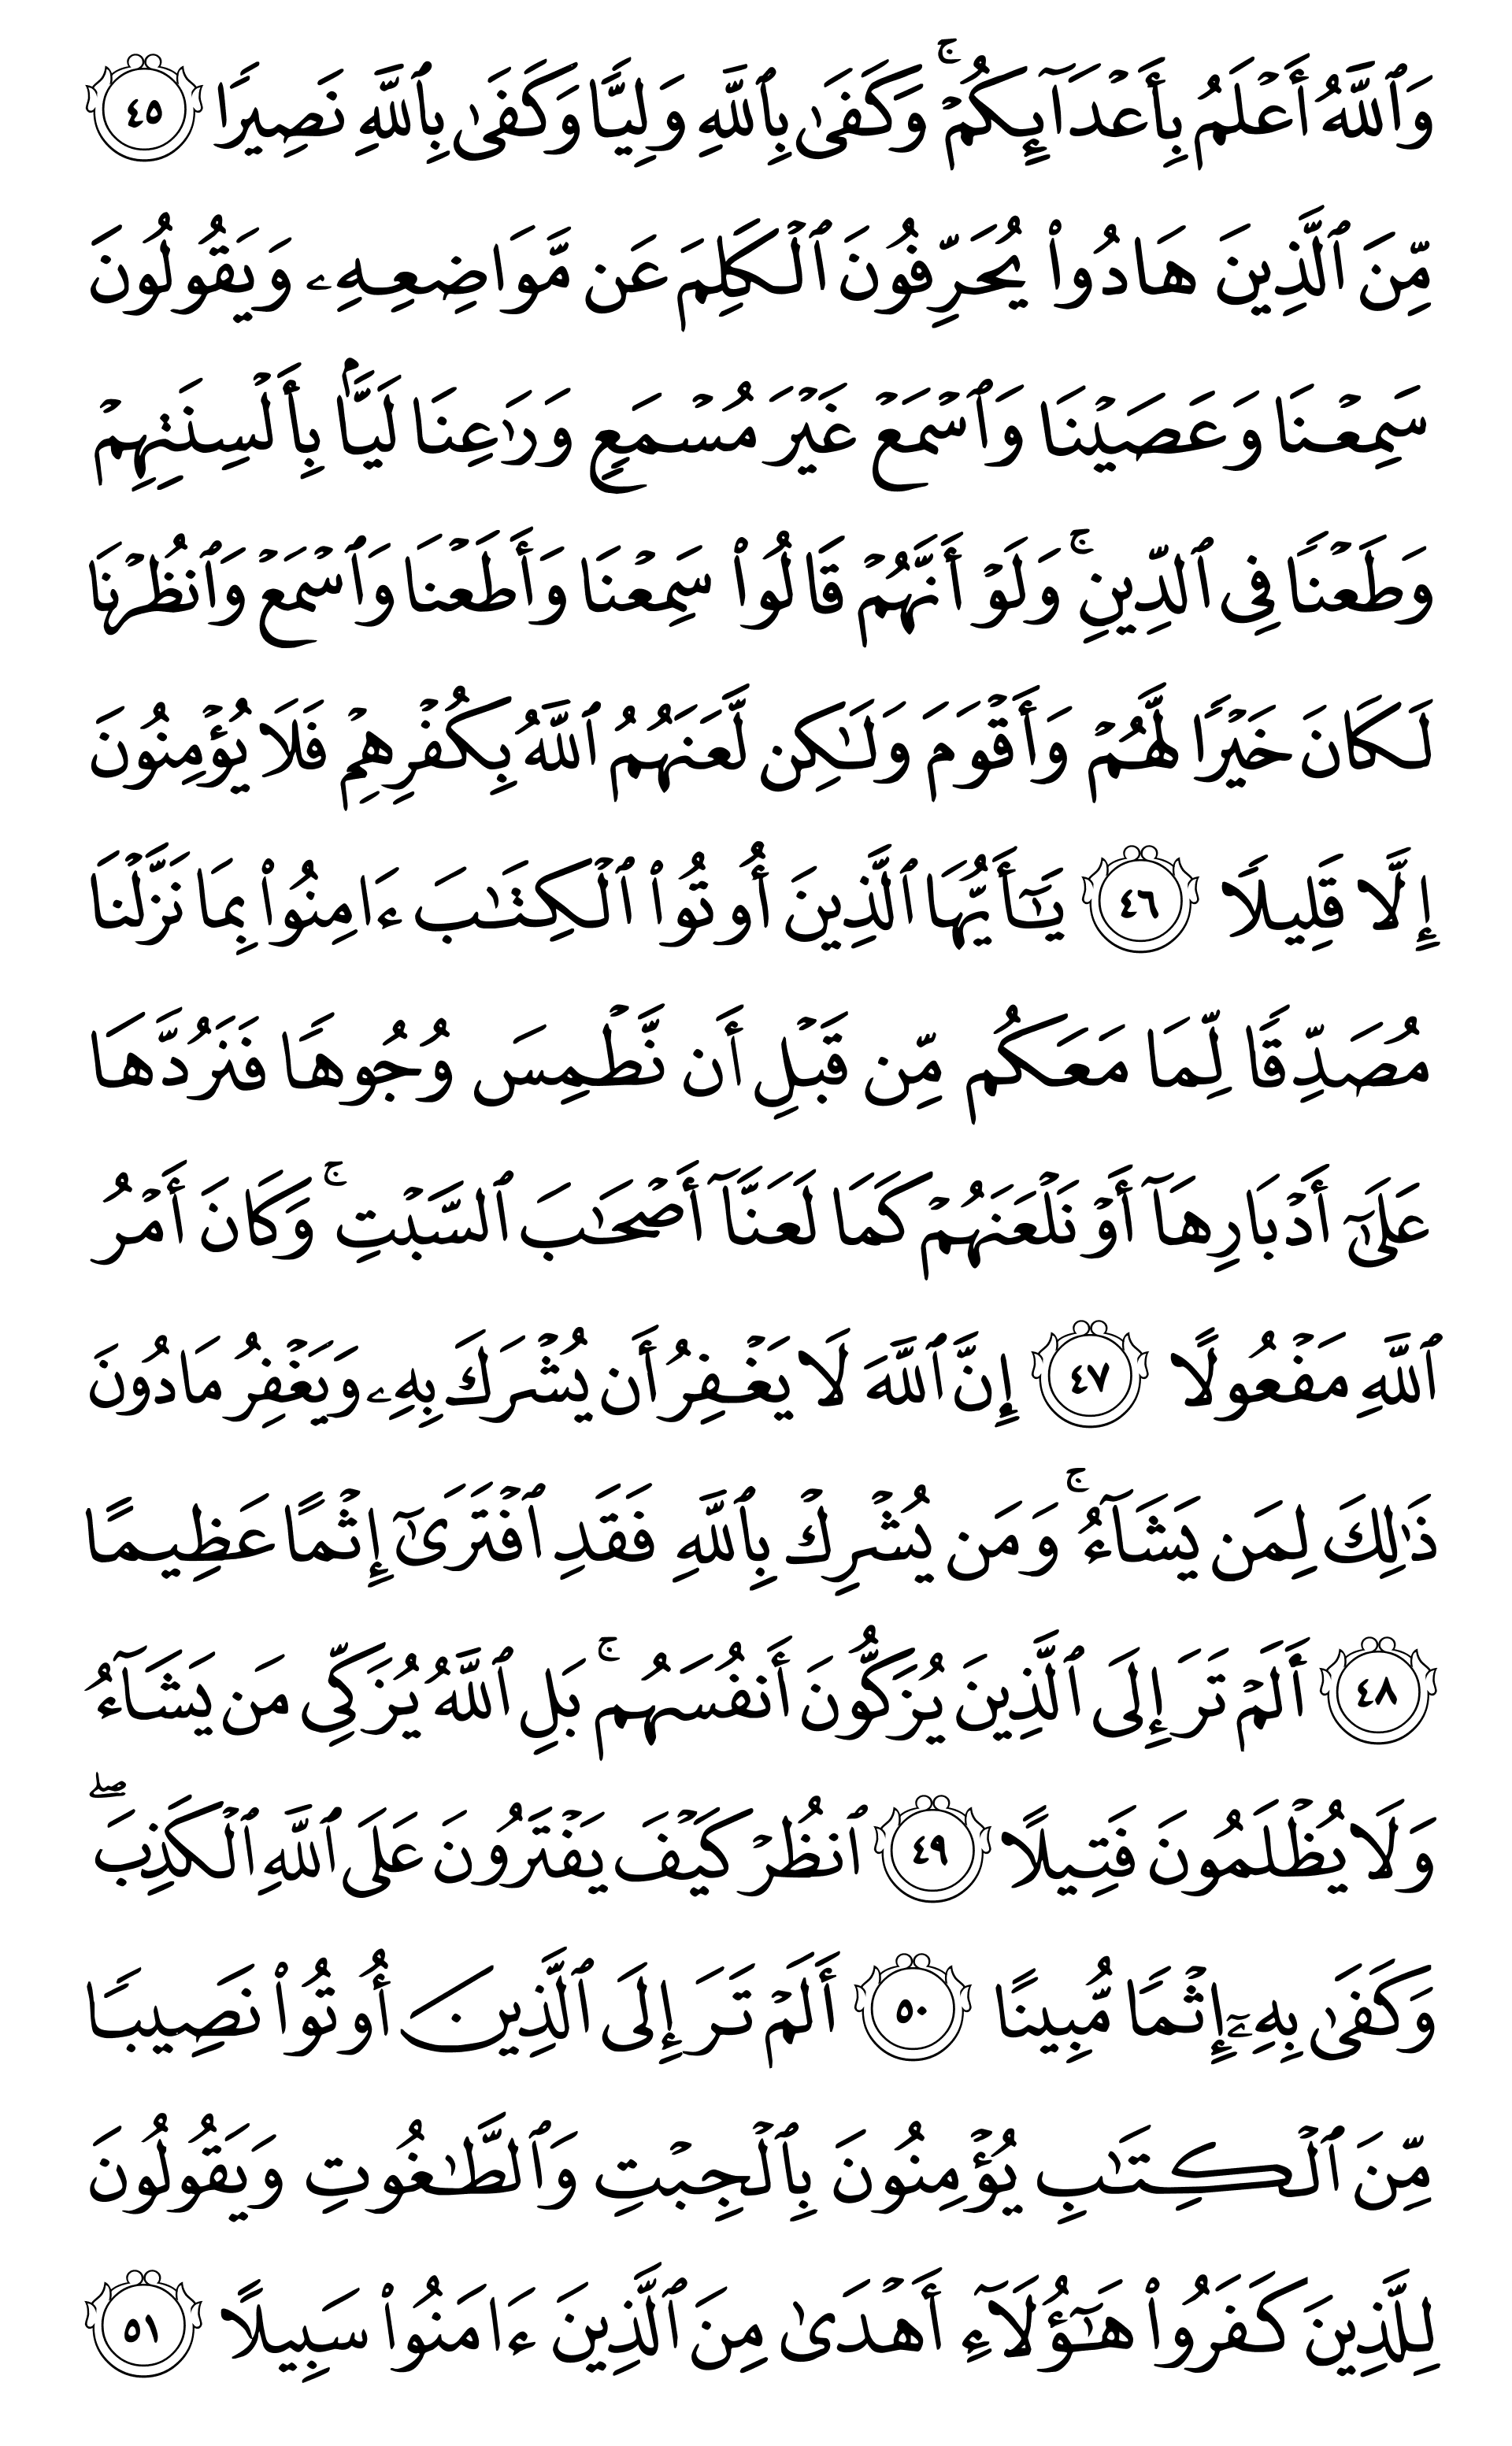 وَٱللَّهُ أَعۡلَمُ بِأَعۡدَآئِكُمۡۚ وَكَفَىٰ بِٱللَّهِ وَلِيّٗا وَكَفَىٰ بِٱللَّهِ نَصِيرٗا ٤٥
مِّنَ ٱلَّذِينَ هَادُواْ يُحَرِّفُونَ ٱلۡكَلِمَ عَن مَّوَاضِعِهِۦ وَيَقُولُونَ
سَمِعۡنَا وَعَصَيۡنَا وَٱسۡمَعۡ غَيۡرَ مُسۡمَعٖ وَرَٰعِنَا لَيَّۢا بِأَلۡسِنَتِهِمۡ
وَطَعۡنٗا فِي ٱلدِّينِۚ وَلَوۡ أَنَّهُمۡ قَالُواْ سَمِعۡنَا وَأَطَعۡنَا وَٱسۡمَعۡ وَٱنظُرۡنَا
لَكَانَ خَيۡرٗا لَّهُمۡ وَأَقۡوَمَ وَلَٰكِن لَّعَنَهُمُ ٱللَّهُ بِكُفۡرِهِمۡ فَلَا يُؤۡمِنُونَ
إِلَّا قَلِيلٗا ٤٦ يَٰٓأَيُّهَا ٱلَّذِينَ أُوتُواْ ٱلۡكِتَٰبَ ءَامِنُواْ بِمَا نَزَّلۡنَا
مُصَدِّقٗا لِّمَا مَعَكُم مِّن قَبۡلِ أَن نَّطۡمِسَ وُجُوهٗا فَنَرُدَّهَا
عَلَىٰٓ أَدۡبَارِهَآ أَوۡ نَلۡعَنَهُمۡ كَمَا لَعَنَّآ أَصۡحَٰبَ ٱلسَّبۡتِۚ وَكَانَ أَمۡرُ
ٱللَّهِ مَفۡعُولًا ٤٧ إِنَّ ٱللَّهَ لَا يَغۡفِرُ أَن يُشۡرَكَ بِهِۦ وَيَغۡفِرُ مَا دُونَ
ذَٰلِكَ لِمَن يَشَآءُۚ وَمَن يُشۡرِكۡ بِٱللَّهِ فَقَدِ ٱفۡتَرَىٰٓ إِثۡمًا عَظِيمًا
٤٨ أَلَمۡ تَرَ إِلَى ٱلَّذِينَ يُزَكُّونَ أَنفُسَهُمۚ بَلِ ٱللَّهُ يُزَكِّي مَن يَشَآءُ
وَلَا يُظۡلَمُونَ فَتِيلًا ٤٩ ٱنظُرۡ كَيۡفَ يَفۡتَرُونَ عَلَى ٱللَّهِ ٱلۡكَذِبَۖ
وَكَفَىٰ بِهِۦٓ إِثۡمٗا مُّبِينًا ٥٠ أَلَمۡ تَرَ إِلَى ٱلَّذِينَ أُوتُواْ نَصِيبٗا
مِّنَ ٱلۡكِتَٰبِ يُؤۡمِنُونَ بِٱلۡجِبۡتِ وَٱلطَّٰغُوتِ وَيَقُولُونَ
لِلَّذِينَ كَفَرُواْ هَٰٓؤُلَآءِ أَهۡدَىٰ مِنَ ٱلَّذِينَ ءَامَنُواْ سَبِيلًا ٥١